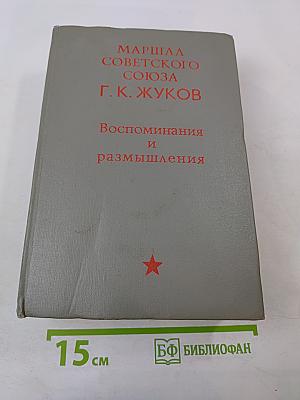 МАРШАЛ
СОВЕТСКОГО
СОЮЗА
Г. К. ЖУКОВ
Воспоминания
и
размышления
15 см
БФ БИБЛИОФАН